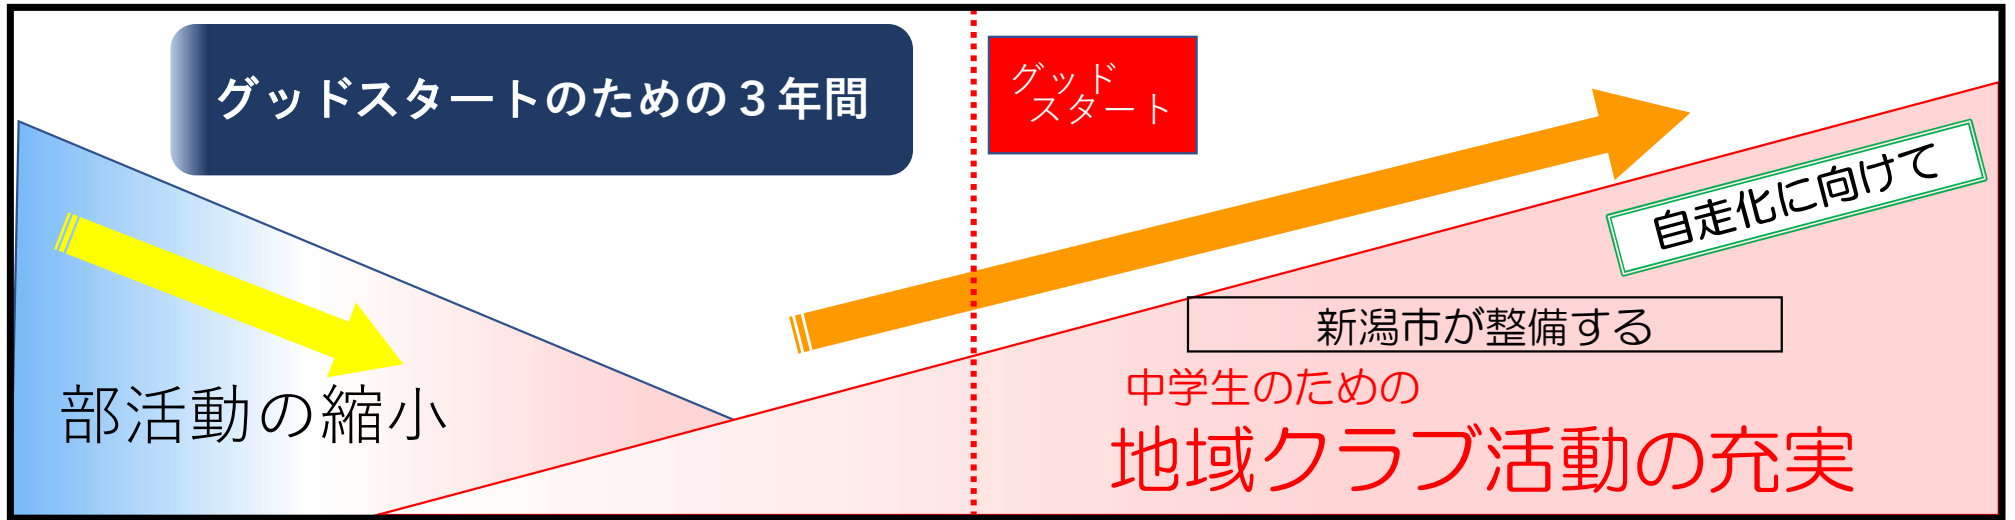 グッドスタートのための３年間
グッド
スタート
自走化に向けて
新潟市が整備する
部活動の縮小
中学生のための
地域クラブ活動の充実